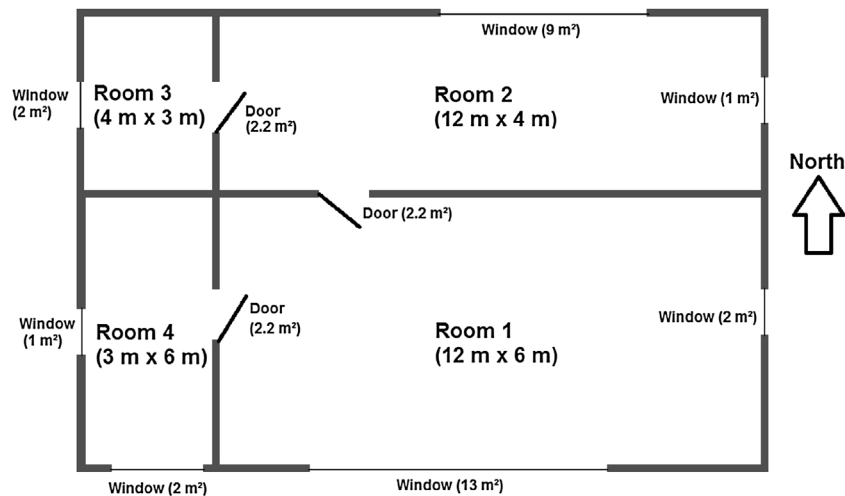 Window (9 m²)
Window
(2 m²)
Room 3
(4 m x 3 m)
Door
(2.2 m²)
Room 2
(12 m x 4 m)
Window (1 m²)
North
Door (2.2 m²)
Window
(1 m²)
Room 4
(3 m x 6 m)
Door
(2.2 m²)
Room 1
(12 m x 6 m)
Window (2 m²)
Window (2 m²)
Window (13 m²)